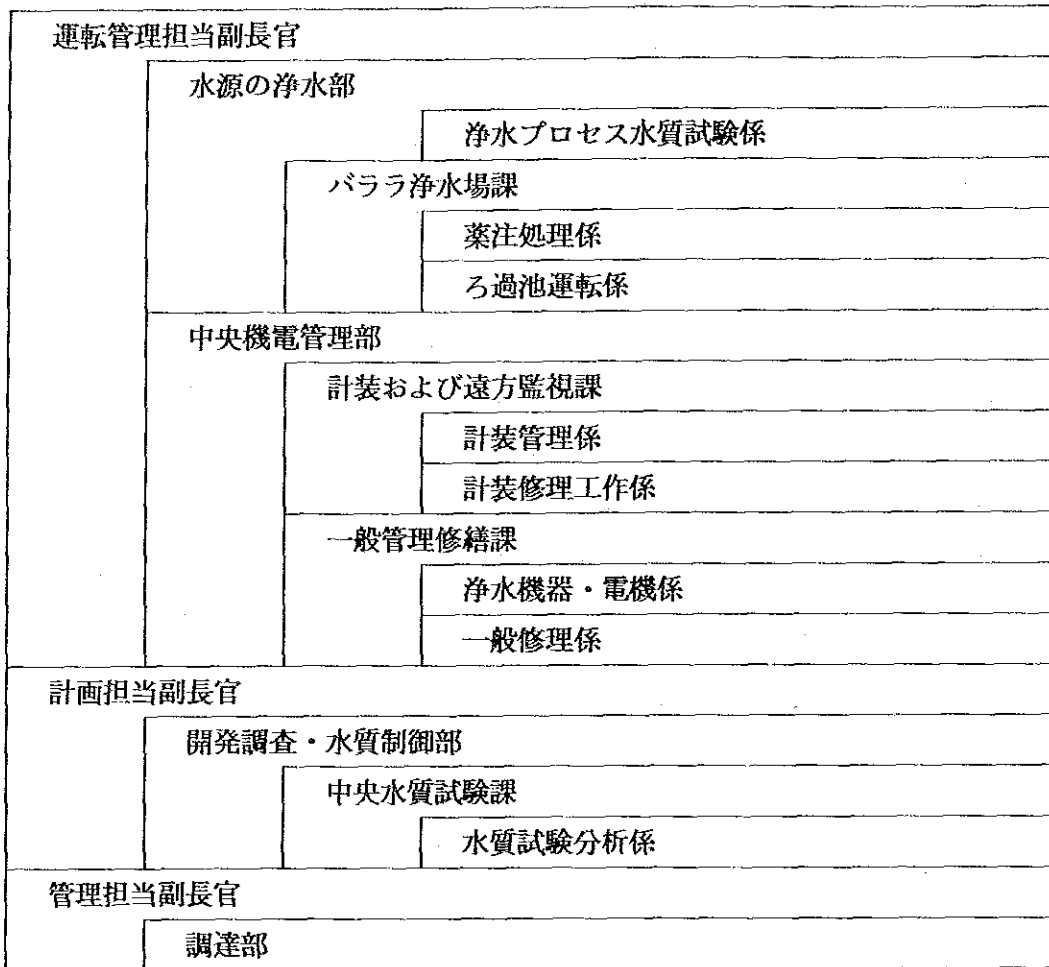 運転管理担当副長官
水源の浄水部
浄水プロセス水質試験係
バララ浄水場課
薬注処理係
ろ過池運転係
中央機電管理部
計装および遠方監視課
計装管理係
計装修理工作係
一般管理修繕課
浄水機器・電機係
一般修理係
計画担当副長官
開発調査・水質制御部
中央水質試験課
水質試験分析係
管理担当副長官
調達部